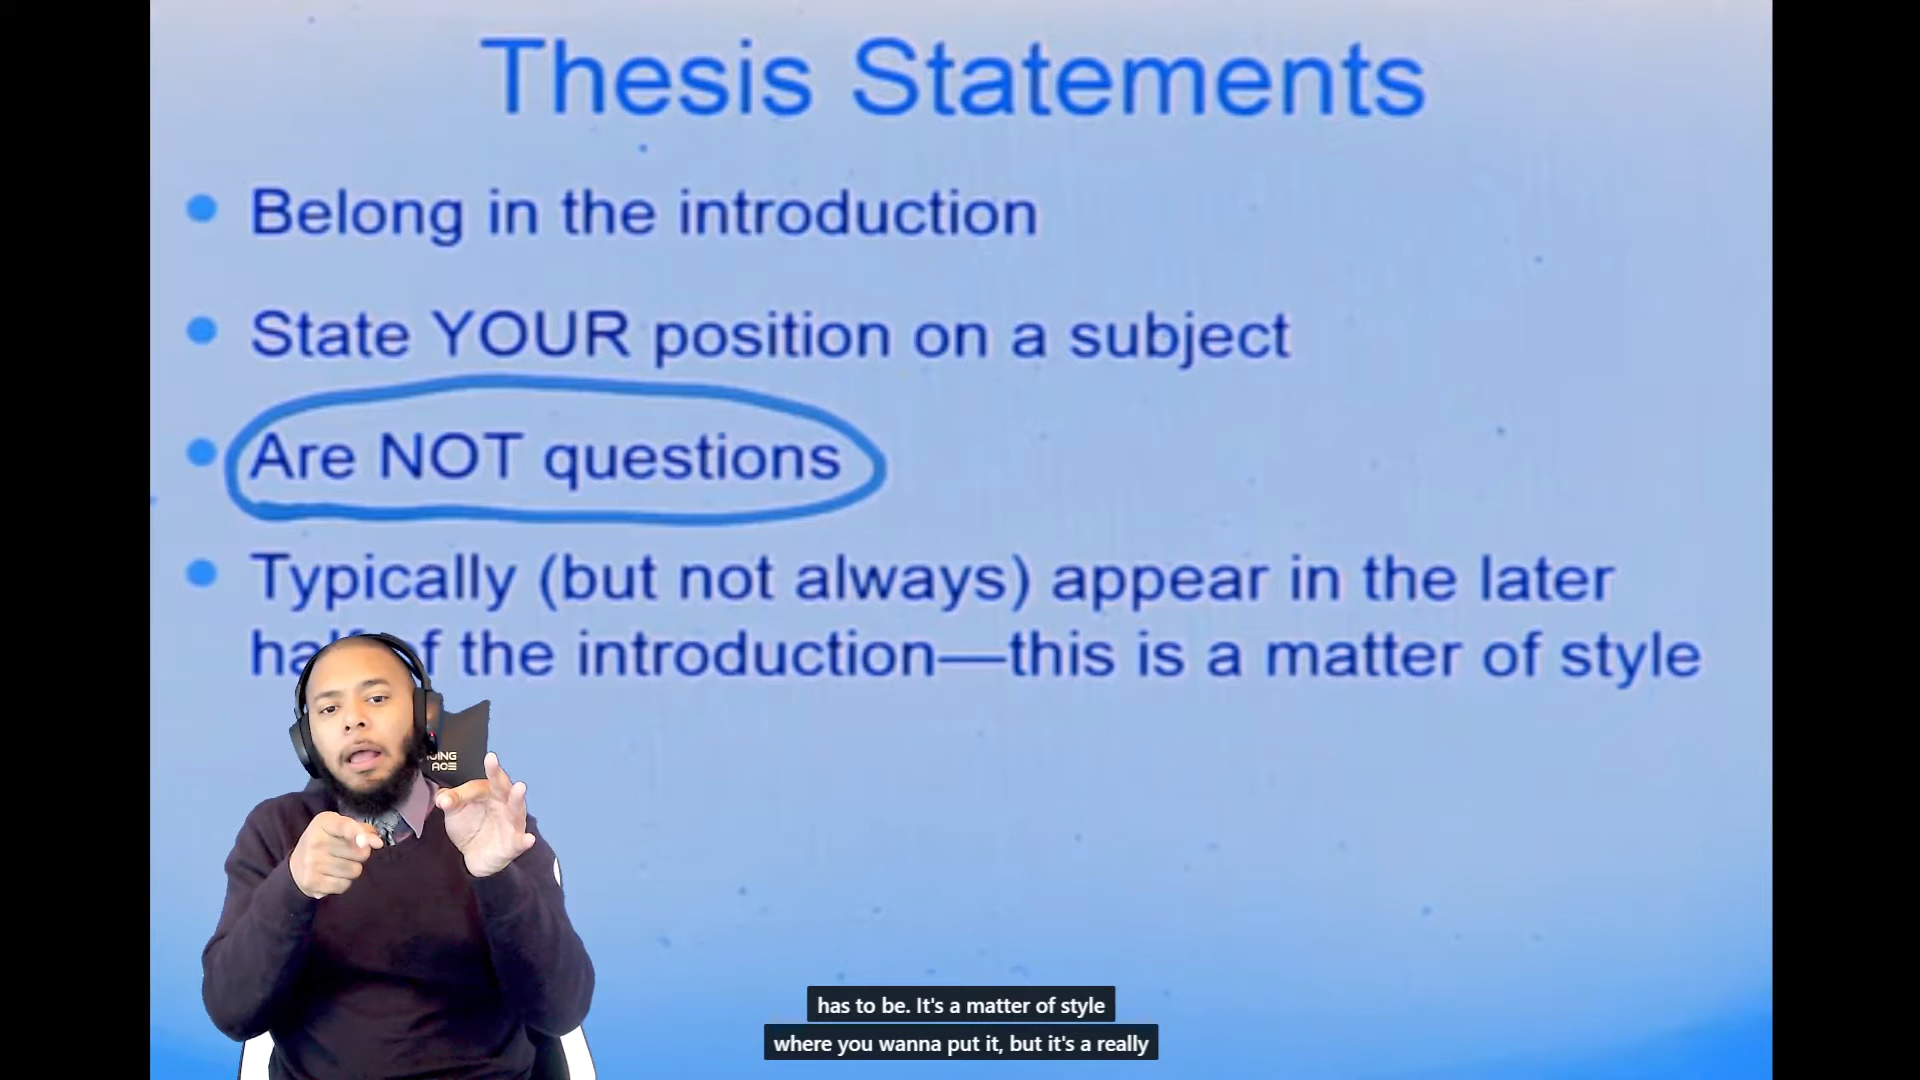 Thesis Statements
Belong in the introduction
State YOUR position on a subject
Are NOT questions
Typically (but not always) appear in the later
half of the introduction—this is a matter of style
has to be. It's a matter of style
where you wanna put it, but it's a really